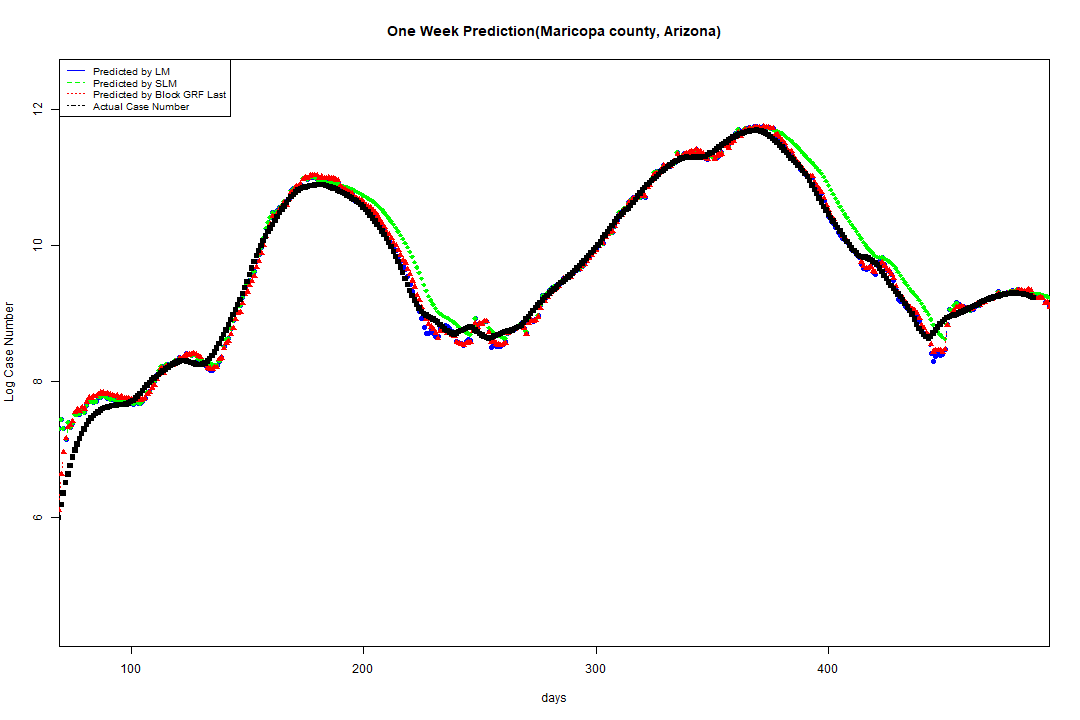 One Week Prediction(Maricopa county, Arizona)
Predicted by LM
Predicted by SLM
Predicted by Block GRF Last
Actual Case Number
12
10
8
6
Log Case Number
100 200 300 400
days